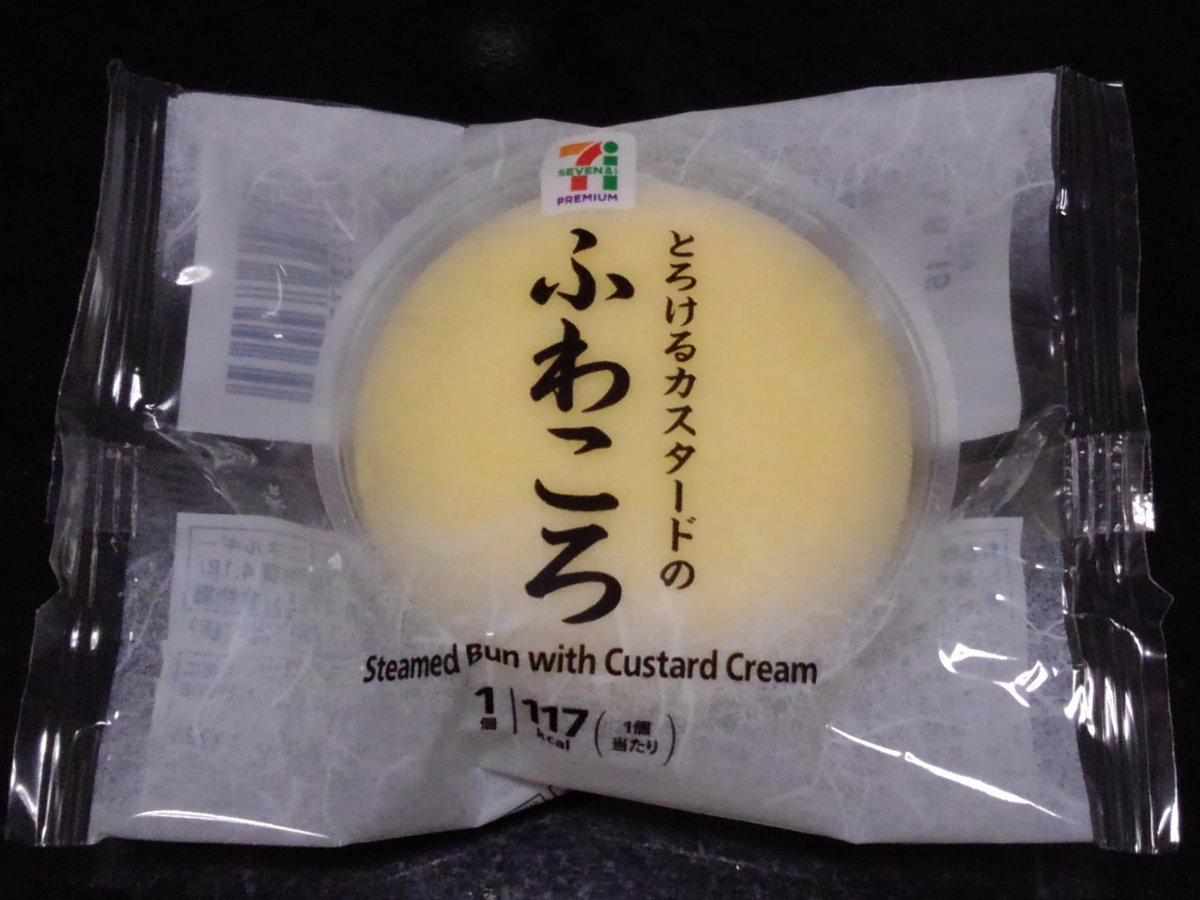 SEVEN&i
PREMIUM
とろけるカスタードの
ふわころ
Steamed Bun with Custard Cream
1個
117kcal
(1個当たり)